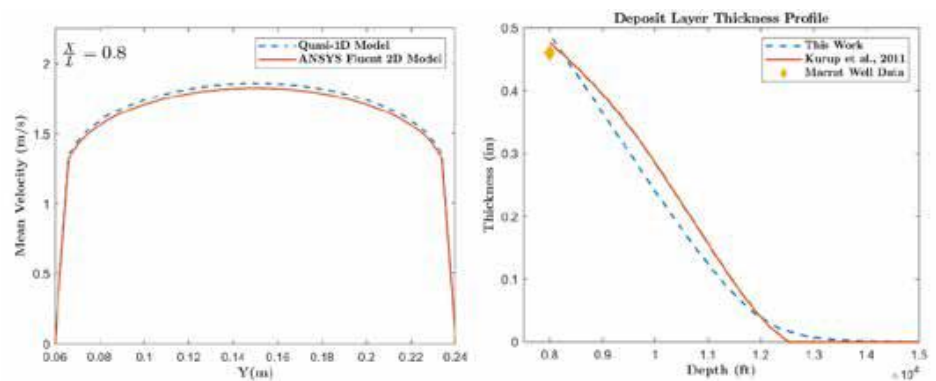 X/L = 0.8
Quasi-1D Model
ANSYS Fluent 2D Model
Mean Velocity (m/s)
2
1.5
1
0.5
0
0.06 0.08 0.1 0.12 0.14 0.16 0.18 0.2 0.22 0.24
Y(m)
Deposit Layer Thickness Profile
This Work
Kurup et al., 2011
Marrat Well Data
Thickness (in)
0.5
0.4
0.3
0.2
0.1
0
0.8 0.9 1 1.1 1.2 1.3 1.4 1.5
Depth (ft)